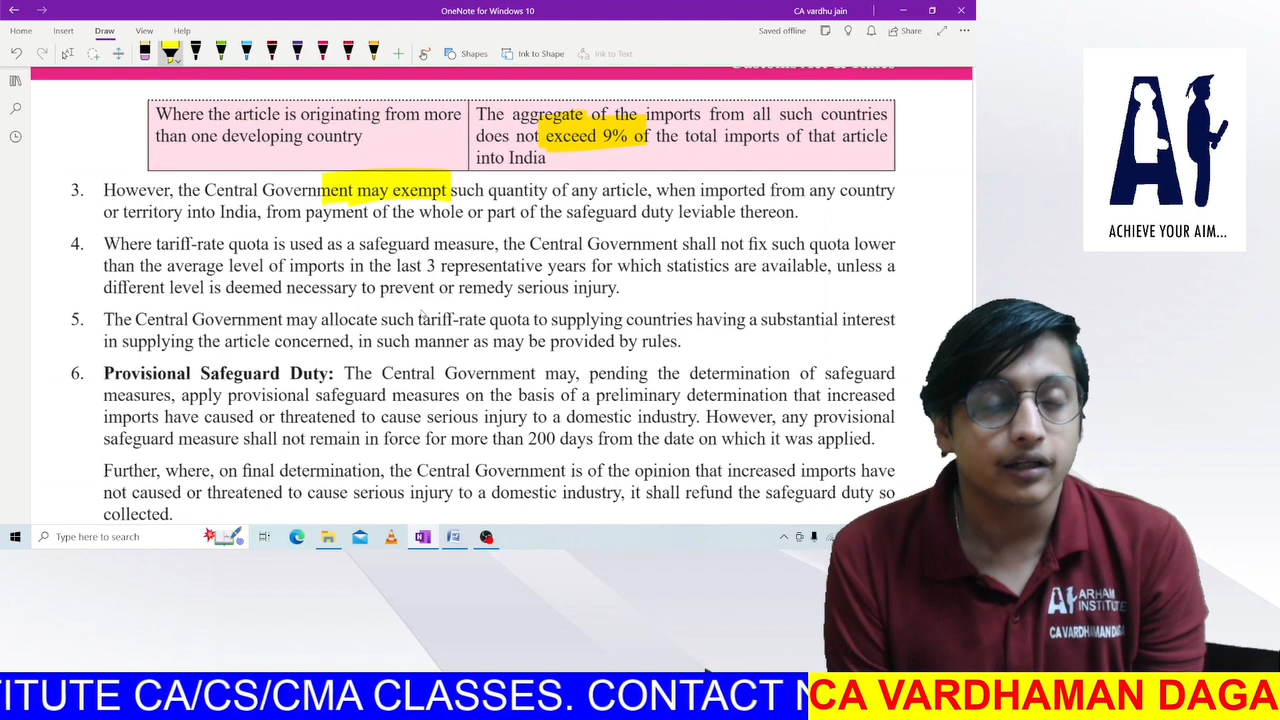 OneNote for Windows 10
CA vardhu jain
Home Insert Draw View Help
Saved offline
Share
Shapes
Ink to Shape
Ink to Text
Where the article is originating from more
than one developing country
The aggregate of the imports from all such countries
does not exceed 9% of the total imports of that article
into India
3. However, the Central Government may exempt such quantity of any article, when imported from any country
or territory into India, from payment of the whole or part of the safeguard duty leviable thereon.
4. Where tariff-rate quota is used as a safeguard measure, the Central Government shall not fix such quota lower
than the average level of imports in the last 3 representative years for which statistics are available, unless a
different level is deemed necessary to prevent or remedy serious injury.
5. The Central Government may allocate such tariff-rate quota to supplying countries having a substantial interest
in supplying the article concerned, in such manner as may be provided by rules.
6. Provisional Safeguard Duty: The Central Government may, pending the determination of safeguard
measures, apply provisional safeguard measures on the basis of a preliminary determination that increased
imports have caused or threatened to cause serious injury to a domestic industry. However, any provisional
safeguard measure shall not remain in force for more than 200 days from the date on which it was applied.
Further, where, on final determination, the Central Government is of the opinion that increased imports have
not caused or threatened to cause serious injury to a domestic industry, it shall refund the safeguard duty so
collected.
Type here to search
ACHIEVE YOUR AIM...
ARHAM
INSTITUTE
CA VARDHAMAN DAGA
TITUTE CA/CS/CMA CLASSES. CONTACT N
CA VARDHAMAN DAGA